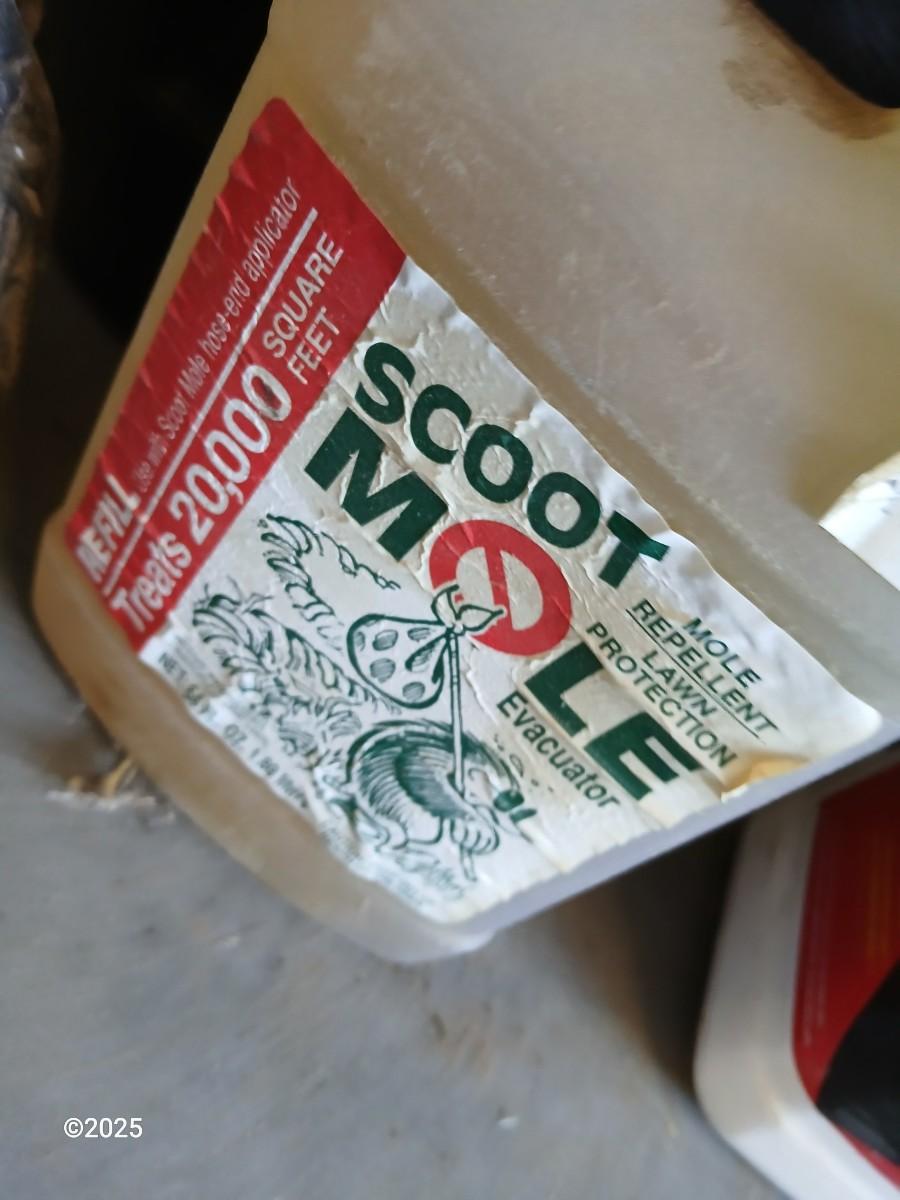 REFILL Use with Scoot Mole hose-end applicator
Treats 20,000 SQUARE FEET
SCOOT
MOLE
Evacuator
MOLE
REPELLENT
LAWN
PROTECTION
NET
©2025